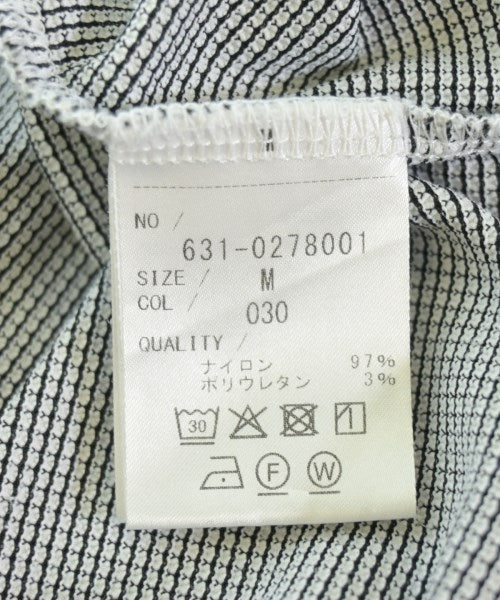 NO /
631-0278001
SIZE / M
COL / 030
QUALITY /
ナイロン 97%
ポリウレタン 3%
30
F W